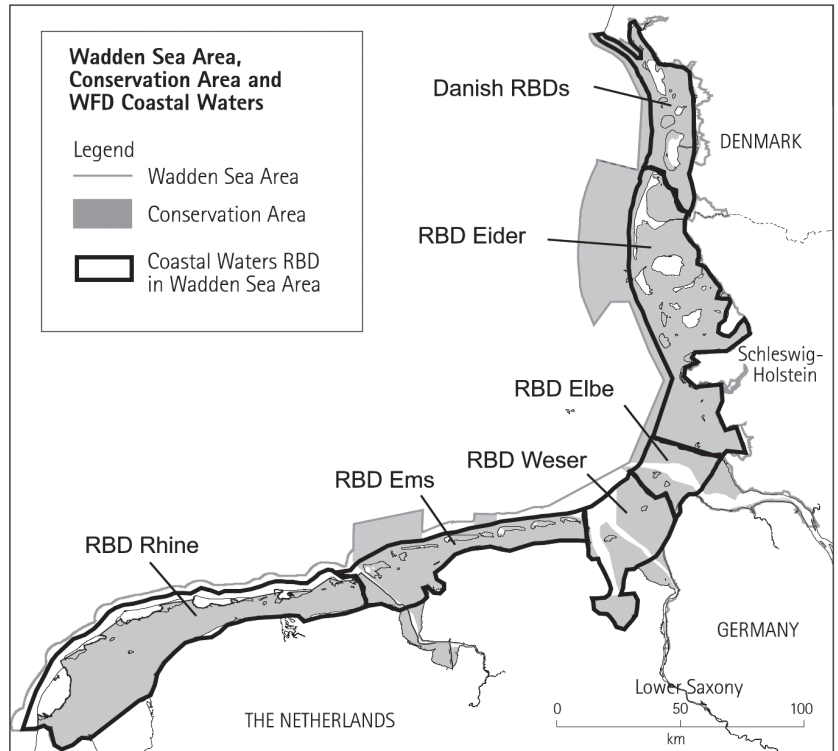 Wadden Sea Area,
Conservation Area and
WFD Coastal Waters
Legend
Wadden Sea Area
Conservation Area
Coastal Waters RBD
in Wadden Sea Area
Danish RBDs
DENMARK
RBD Eider
Schleswig-
Holstein
RBD Elbe
RBD Weser
RBD Ems
RBD Rhine
GERMANY
Lower Saxony
THE NETHERLANDS
0 50 100
km